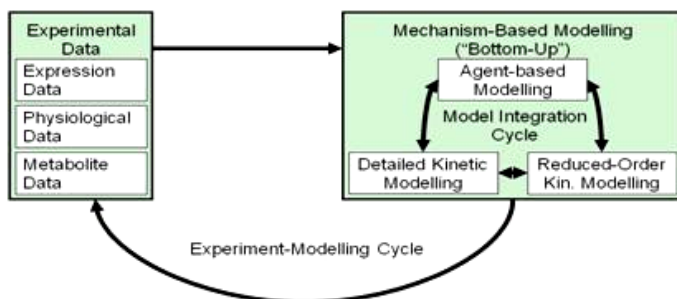 Experimental
Data
Expression
Data
Physiological
Data
Metabolite
Data
Mechanism-Based Modelling
("Bottom-Up")
Agent-based
Modelling
Model Integration
Cycle
Detailed Kinetic
Modelling
Reduced-Order
Kin. Modelling
Experiment-Modelling Cycle